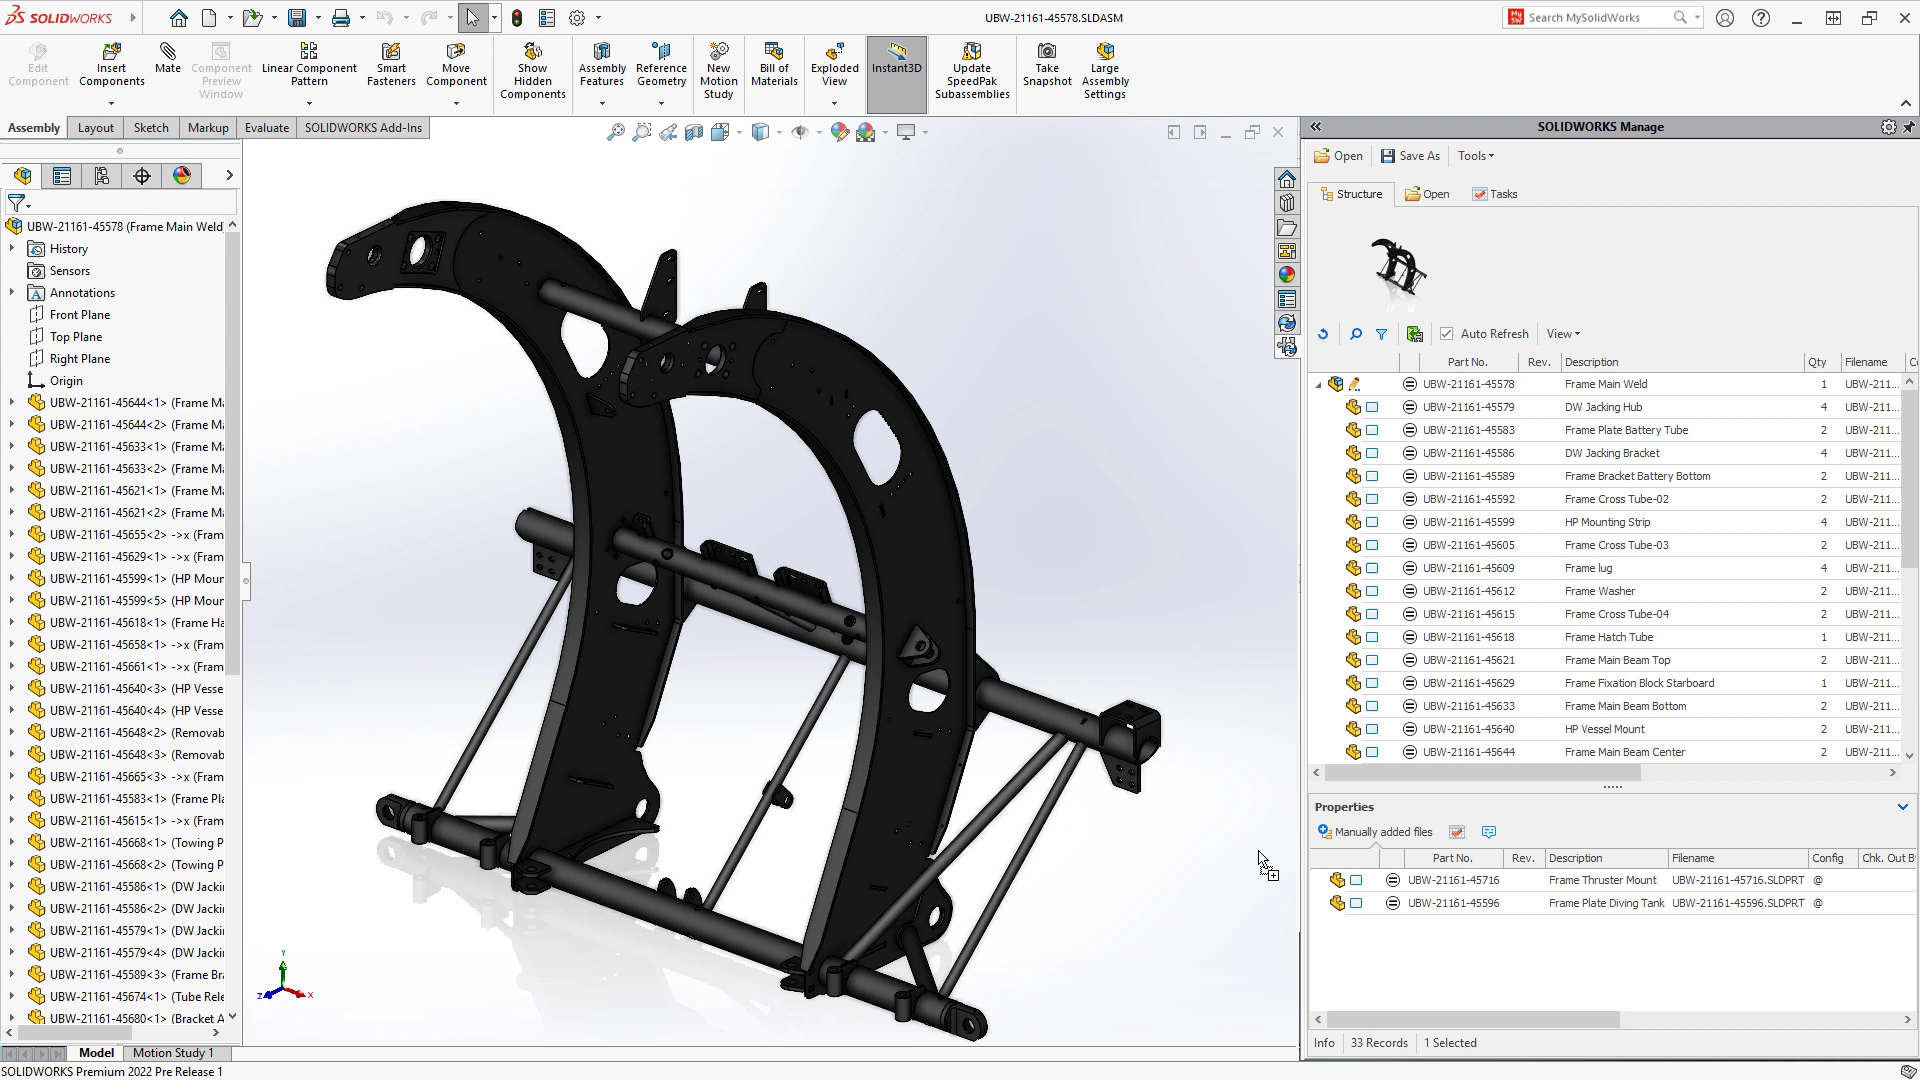 SOLIDWORKS
UBW-21161-45578.SLDASM
Search MySolidWorks
Edit Component
Insert Components
Mate
Component Preview Window
Linear Component Pattern
Smart Fasteners
Move Component
Show Hidden Components
Assembly Features
Reference Geometry
New Motion Study
Bill of Materials
Exploded View
Instant3D
Update SpeedPak Subassemblies
Take Snapshot
Large Assembly Settings
Assembly
Layout
Sketch
Markup
Evaluate
SOLIDWORKS Add-Ins
UBW-21161-45578 (Frame Main Weld
History
Sensors
Annotations
Front Plane
Top Plane
Right Plane
Origin
UBW-21161-45644<1> (Frame Ma
UBW-21161-45644<2> (Frame Ma
UBW-21161-45633<1> (Frame Ma
UBW-21161-45633<2> (Frame Ma
UBW-21161-45621<1> (Frame Ma
UBW-21161-45621<2> (Frame Ma
UBW-21161-45655<2> ->x (Fram
UBW-21161-45629<1> ->x (Fram
UBW-21161-45599<1> (HP Moun
UBW-21161-45599<5> (HP Moun
UBW-21161-45618<1> (Frame Ha
UBW-21161-45658<1> ->x (Fram
UBW-21161-45661<1> ->x (Fram
UBW-21161-45640<3> (HP Vesse
UBW-21161-45640<4> (HP Vesse
UBW-21161-45648<2> (Removab
UBW-21161-45648<3> (Removab
UBW-21161-45665<3> ->x (Fram
UBW-21161-45583<1> (Frame Pla
UBW-21161-45615<1> ->x (Fram
UBW-21161-45668<1> (Towing P
UBW-21161-45668<2> (Towing P
UBW-21161-45586<1> (DW Jackin
UBW-21161-45586<2> (DW Jackin
UBW-21161-45579<1> (DW Jackin
UBW-21161-45579<4> (DW Jackin
UBW-21161-45589<3> (Frame Bra
UBW-21161-45674<1> (Tube Rele
UBW-21161-45680<1> (Bracket A
Y
Z X
Model
Motion Study 1
SOLIDWORKS Premium 2022 Pre Release 1
SOLIDWORKS Manage
Open
Save As
Tools
Structure
Open
Tasks
Auto Refresh
View
Part No. Rev. Description Qty Filename
UBW-21161-45578 Frame Main Weld 1 UBW-211...
UBW-21161-45579 DW Jacking Hub 4 UBW-211...
UBW-21161-45583 Frame Plate Battery Tube 2 UBW-211...
UBW-21161-45586 DW Jacking Bracket 4 UBW-211...
UBW-21161-45589 Frame Bracket Battery Bottom 2 UBW-211...
UBW-21161-45592 Frame Cross Tube-02 2 UBW-211...
UBW-21161-45599 HP Mounting Strip 4 UBW-211...
UBW-21161-45605 Frame Cross Tube-03 2 UBW-211...
UBW-21161-45609 Frame lug 4 UBW-211...
UBW-21161-45612 Frame Washer 2 UBW-211...
UBW-21161-45615 Frame Cross Tube-04 2 UBW-211...
UBW-21161-45618 Frame Hatch Tube 1 UBW-211...
UBW-21161-45621 Frame Main Beam Top 2 UBW-211...
UBW-21161-45629 Frame Fixation Block Starboard 1 UBW-211...
UBW-21161-45633 Frame Main Beam Bottom 2 UBW-211...
UBW-21161-45640 HP Vessel Mount 2 UBW-211...
UBW-21161-45644 Frame Main Beam Center 2 UBW-211...
Properties
Manually added files
Part No. Rev. Description Filename Config Chk. Out B
UBW-21161-45716 Frame Thruster Mount UBW-21161-45716.SLDPRT @
UBW-21161-45596 Frame Plate Diving Tank UBW-21161-45596.SLDPRT @
Info 33 Records 1 Selected